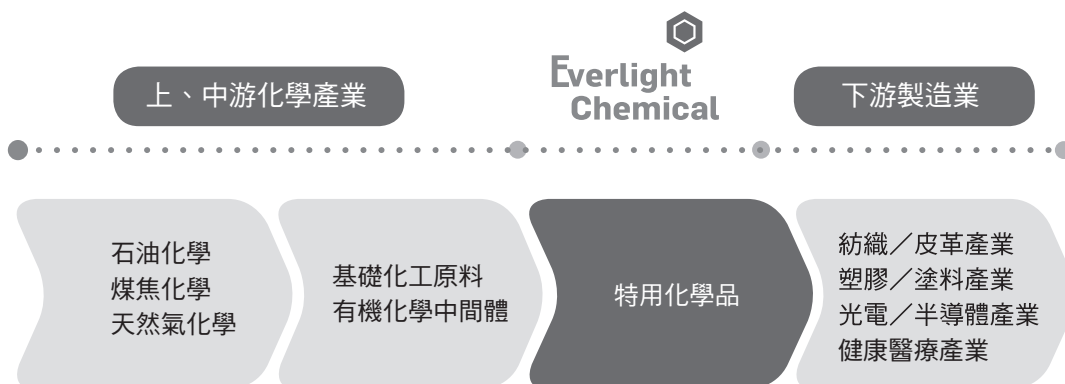 上、中游化學產業
Everlight
Chemical
下游製造業
石油化學
煤焦化學
天然氣化學
基礎化工原料
有機化學中間體
特用化學品
紡織／皮革產業
塑膠／塗料產業
光電／半導體產業
健康醫療產業